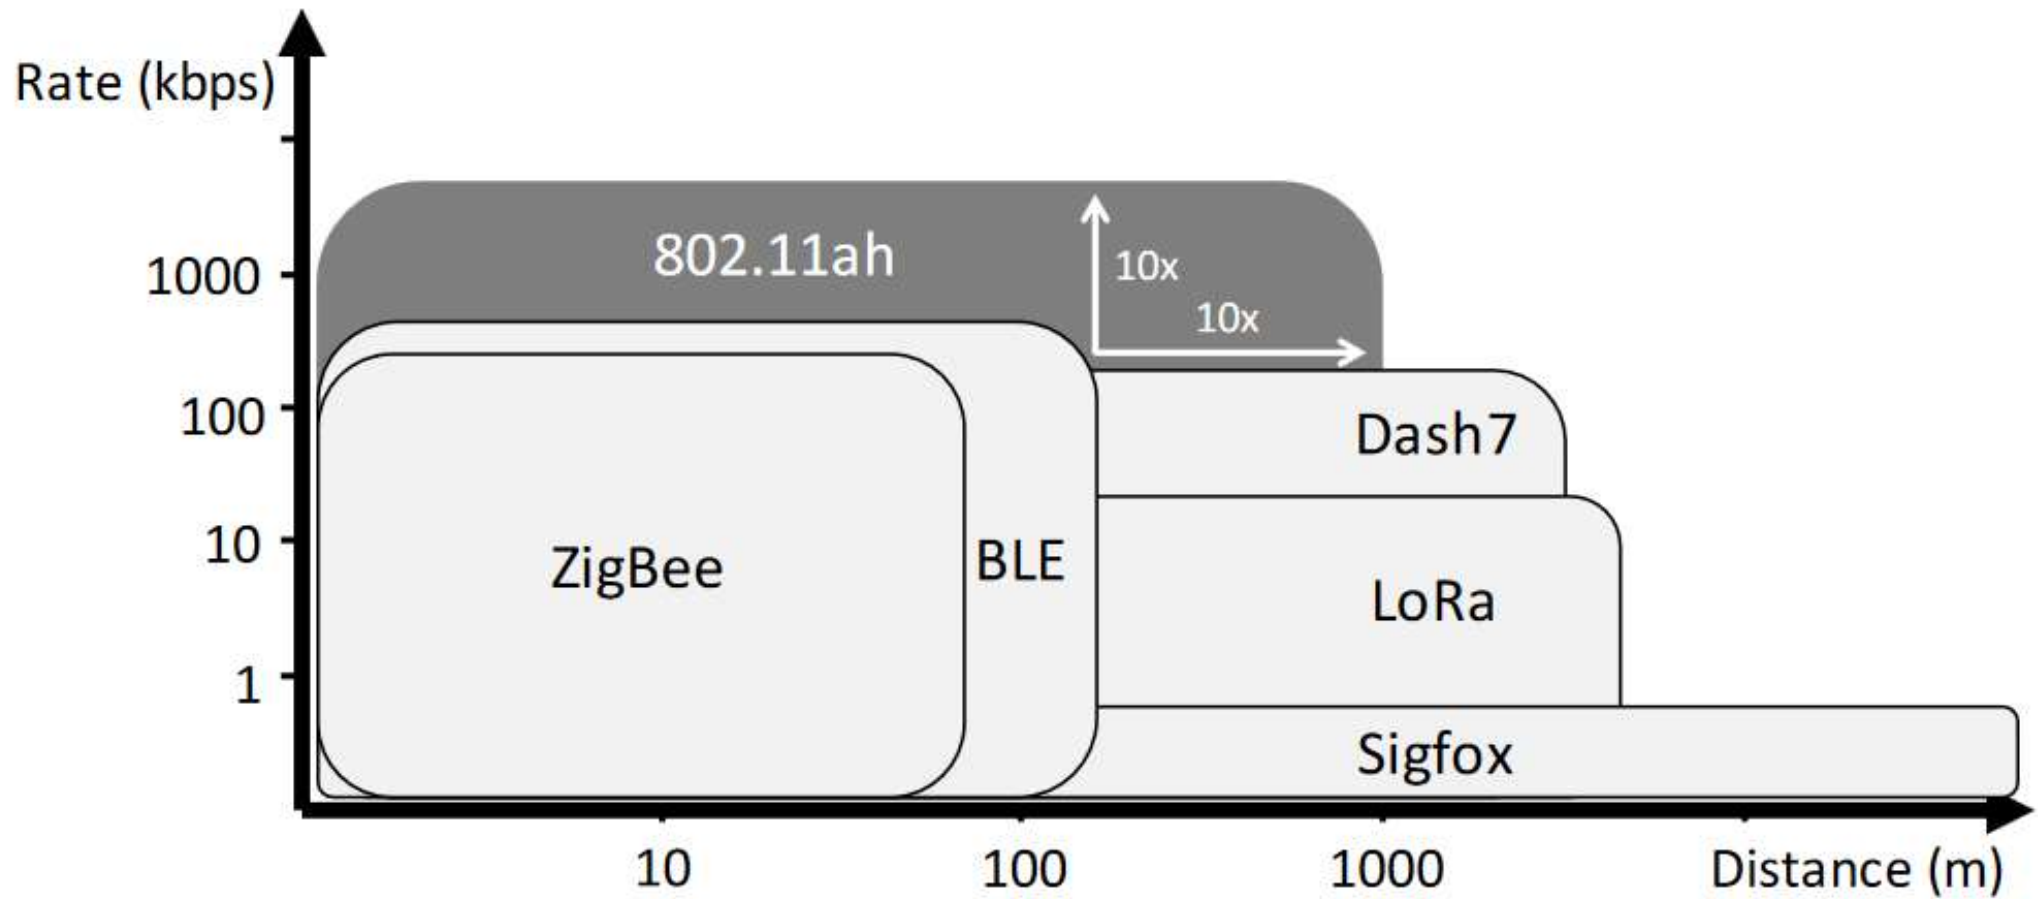 Rate (kbps)
802.11ah
10x
1000
10x
100
Dash7
10
ZigBee
BLE
LoRa
1
Sigfox
10
100
1000
Distance (m)